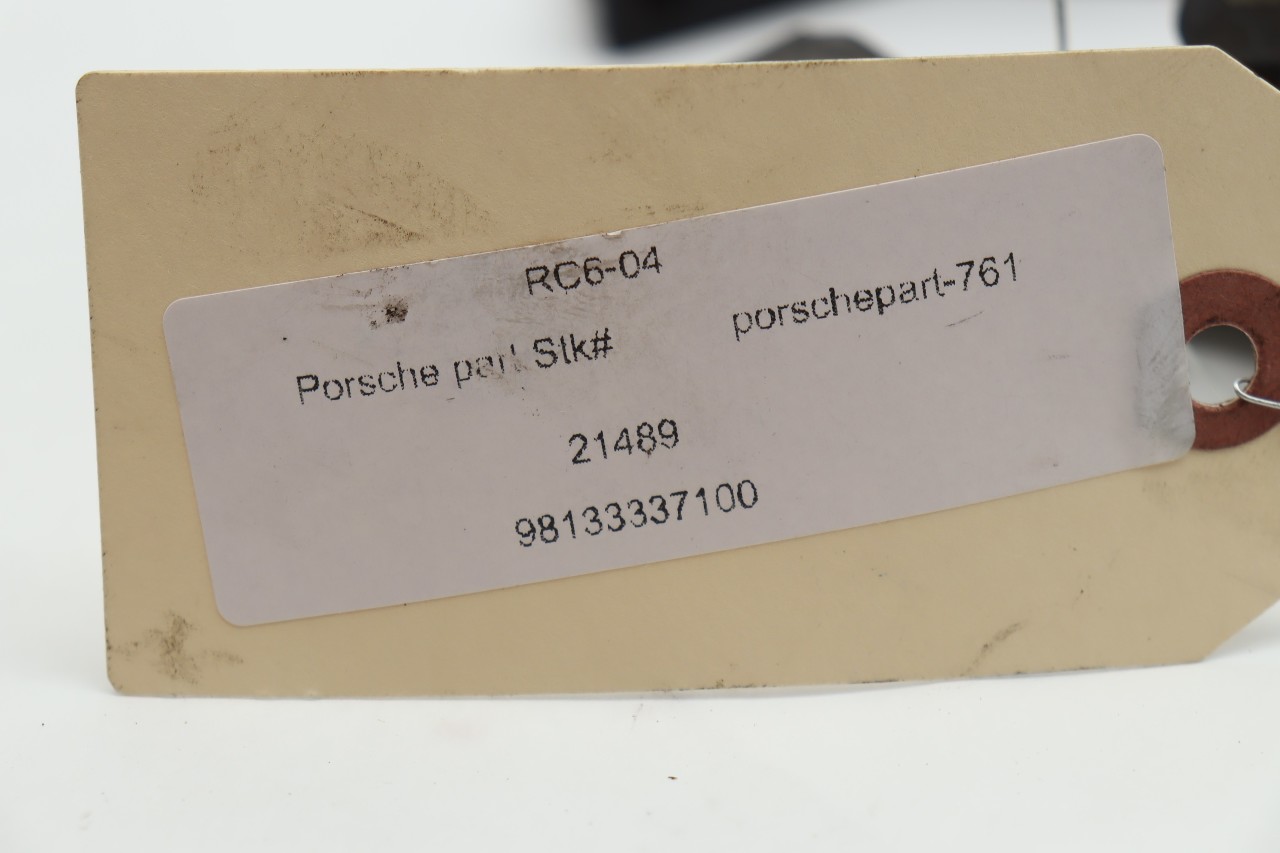 RC6-04
Porsche part Stk# porschepart-761
21489
98133337100